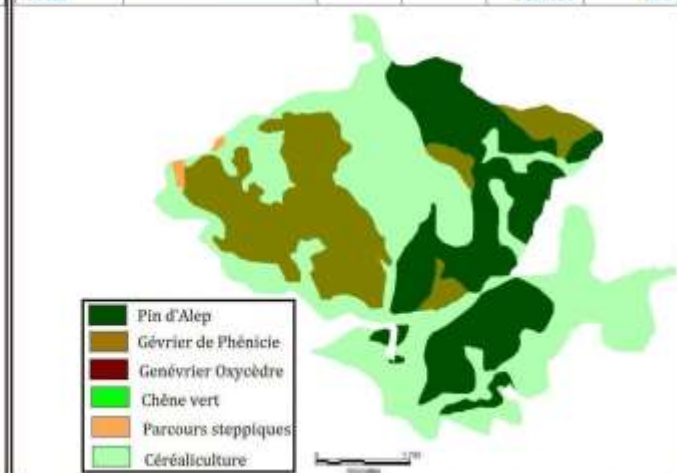 Pin d'Alep
Gévrier de Phénicie
Genévrier Oxycèdre
Chêne vert
Parcours steppiques
Céréaliculture